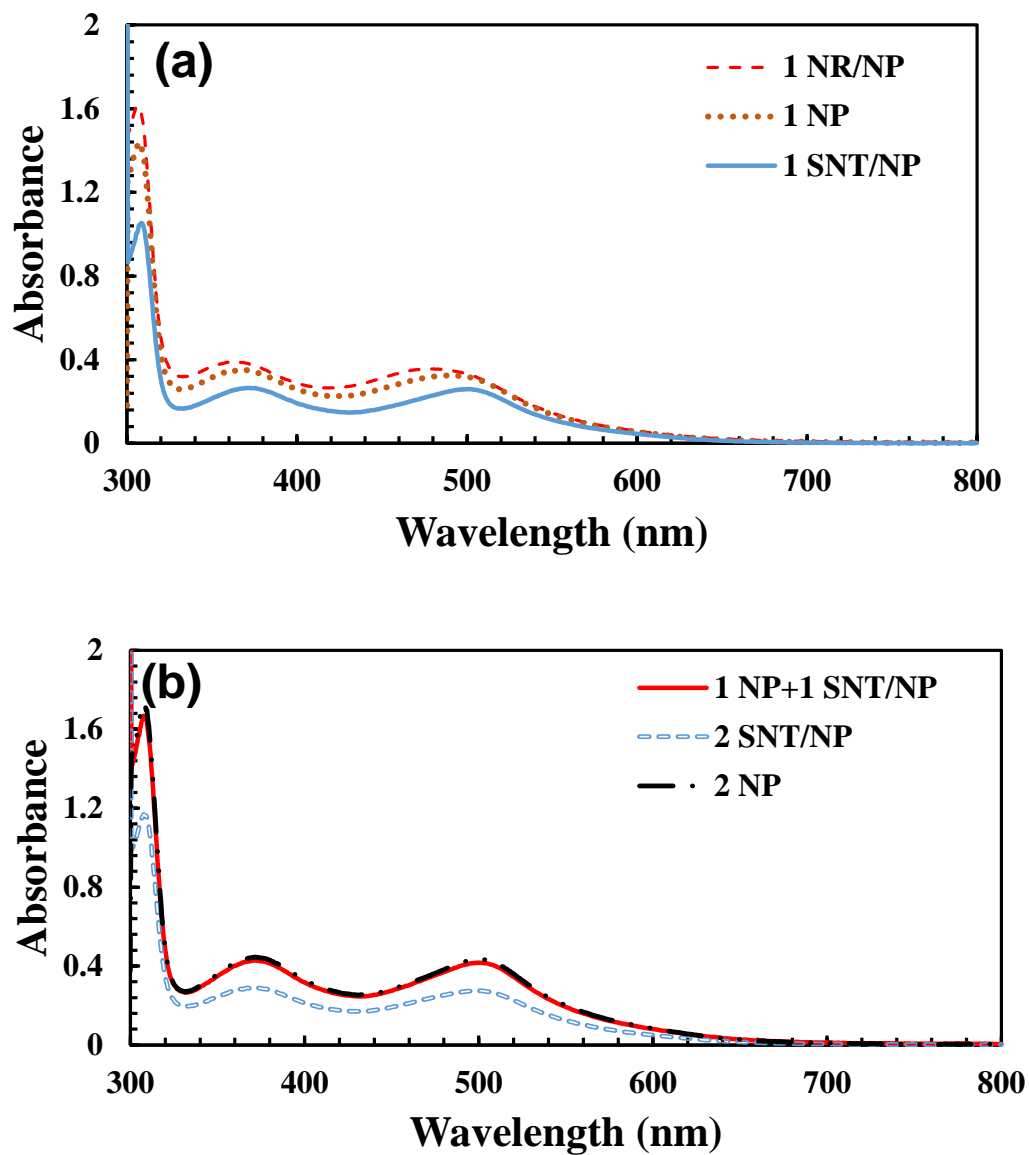 (a)
1 NR/NP
1 NP
1 SNT/NP
2
1.6
1.2
0.8
0.4
0
Absorbance
300 400 500 600 700 800
Wavelength (nm)
(b)
1 NP+1 SNT/NP
2 SNT/NP
2 NP
2
1.6
1.2
0.8
0.4
0
Absorbance
300 400 500 600 700 800
Wavelength (nm)